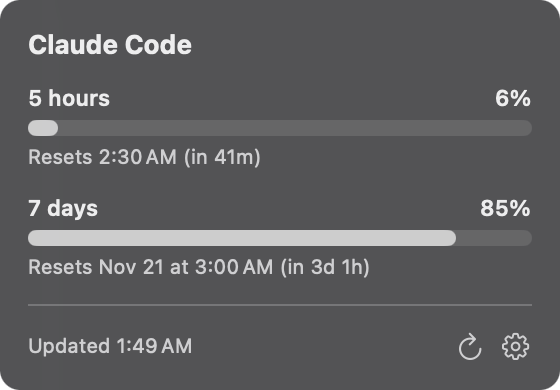 Claude Code
5 hours 6%
Resets 2:30 AM (in 41m)
7 days 85%
Resets Nov 21 at 3:00 AM (in 3d 1h)
Updated 1:49 AM